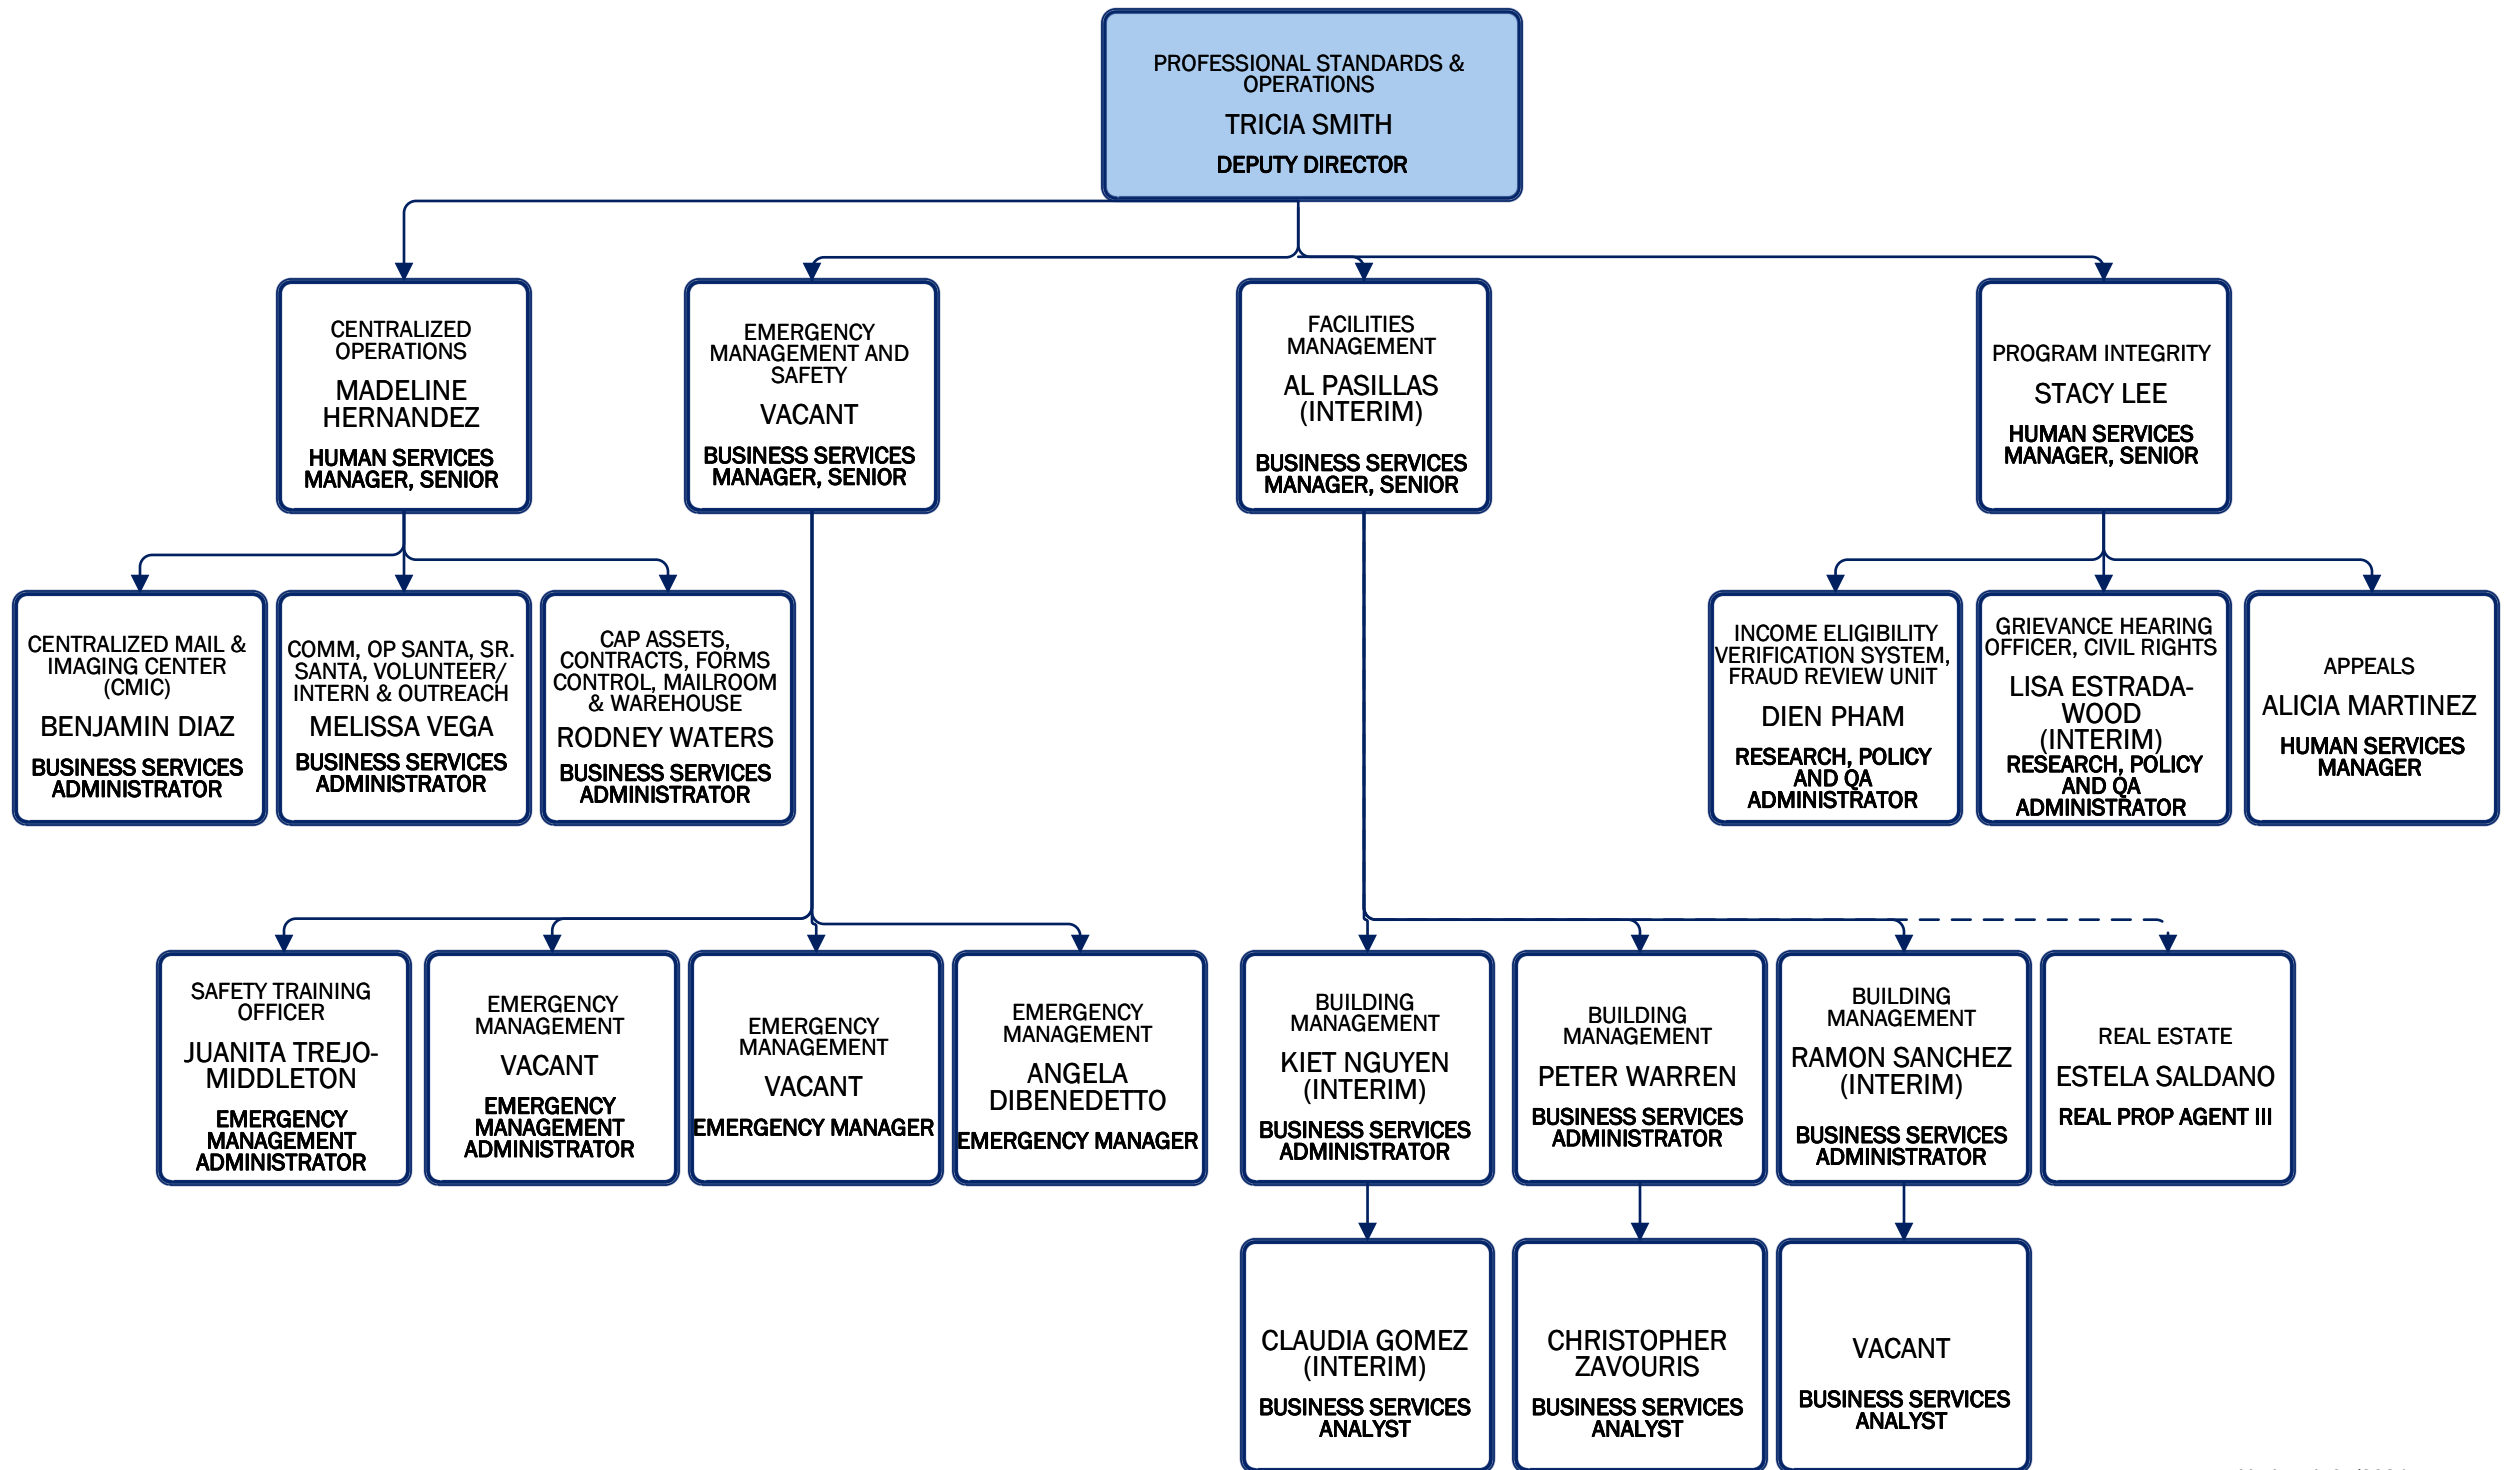 PROFESSIONAL STANDARDS &
OPERATIONS
TRICIA SMITH
DEPUTY DIRECTOR
CENTRALIZED
OPERATIONS
MADELINE
HERNANDEZ
HUMAN SERVICES
MANAGER, SENIOR
EMERGENCY
MANAGEMENT AND
SAFETY
VACANT
BUSINESS SERVICES
MANAGER, SENIOR
FACILITIES
MANAGEMENT
AL PASILLAS
(INTERIM)
BUSINESS SERVICES
MANAGER, SENIOR
PROGRAM INTEGRITY
STACY LEE
HUMAN SERVICES
MANAGER, SENIOR
CENTRALIZED MAIL &
IMAGING CENTER
(CMIC)
BENJAMIN DIAZ
BUSINESS SERVICES
ADMINISTRATOR
COMM, OP SANTA, SR.
SANTA, VOLUNTEER/
INTERN & OUTREACH
MELISSA VEGA
BUSINESS SERVICES
ADMINISTRATOR
CAP ASSETS,
CONTRACTS, FORMS
CONTROL, MAILROOM
& WAREHOUSE
RODNEY WATERS
BUSINESS SERVICES
ADMINISTRATOR
INCOME ELIGIBILITY
VERIFICATION SYSTEM,
FRAUD REVIEW UNIT
DIEN PHAM
RESEARCH, POLICY
AND QA
ADMINISTRATOR
GRIEVANCE HEARING
OFFICER, CIVIL RIGHTS
LISA ESTRADA-
WOOD
(INTERIM)
RESEARCH, POLICY
AND QA
ADMINISTRATOR
APPEALS
ALICIA MARTINEZ
HUMAN SERVICES
MANAGER
SAFETY TRAINING
OFFICER
JUANITA TREJO-
MIDDLETON
EMERGENCY
MANAGEMENT
ADMINISTRATOR
EMERGENCY
MANAGEMENT
VACANT
EMERGENCY
MANAGEMENT
ADMINISTRATOR
EMERGENCY
MANAGEMENT
VACANT
EMERGENCY MANAGER
EMERGENCY
MANAGEMENT
ANGELA
DIBENEDETTO
EMERGENCY MANAGER
BUILDING
MANAGEMENT
KIET NGUYEN
(INTERIM)
BUSINESS SERVICES
ADMINISTRATOR
BUILDING
MANAGEMENT
PETER WARREN
BUSINESS SERVICES
ADMINISTRATOR
BUILDING
MANAGEMENT
RAMON SANCHEZ
(INTERIM)
BUSINESS SERVICES
ADMINISTRATOR
REAL ESTATE
ESTELA SALDANO
REAL PROP AGENT III
CLAUDIA GOMEZ
(INTERIM)
BUSINESS SERVICES
ANALYST
CHRISTOPHER
ZAVOURIS
BUSINESS SERVICES
ANALYST
VACANT
BUSINESS SERVICES
ANALYST